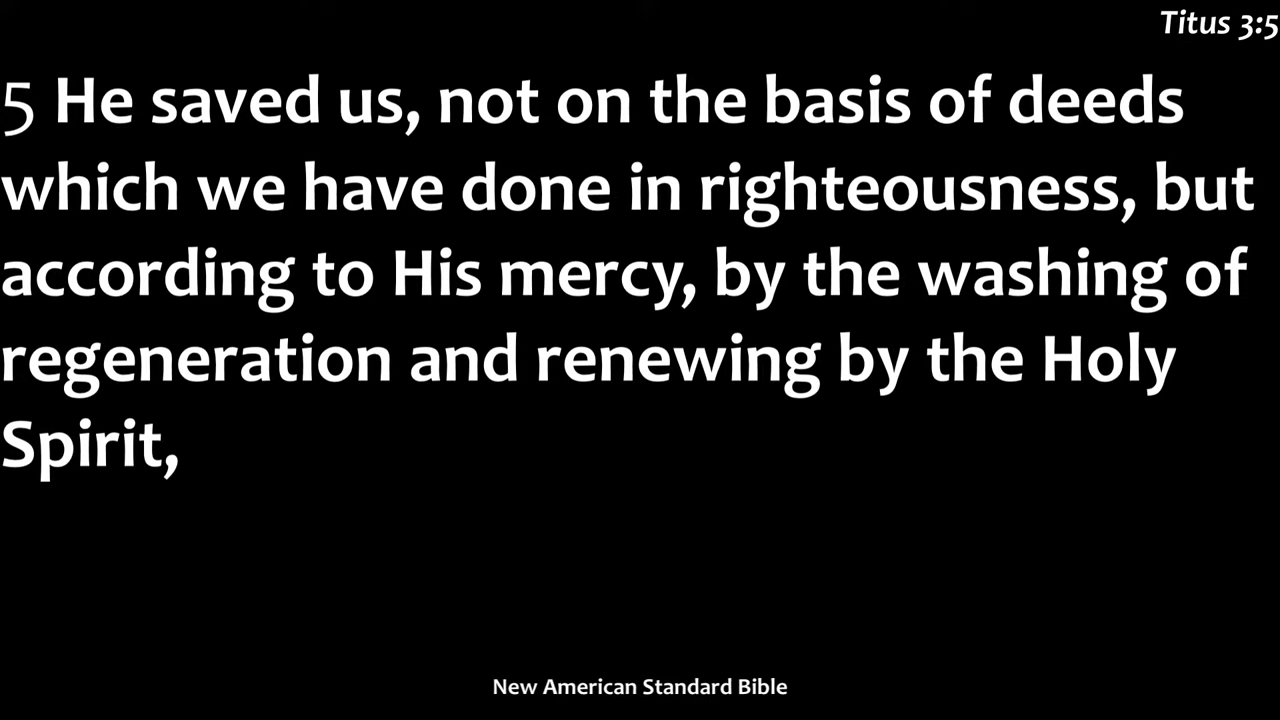 Titus 3:5
5 He saved us, not on the basis of deeds
which we have done in righteousness, but
according to His mercy, by the washing of
regeneration and renewing by the Holy
Spirit,
New American Standard Bible